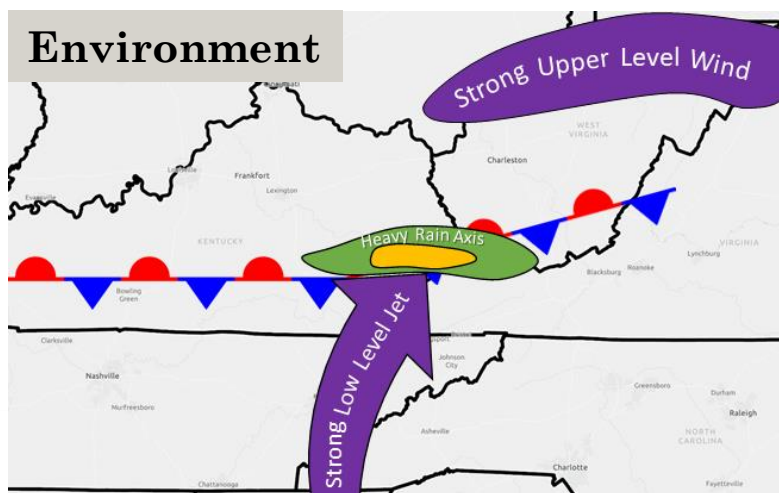 Environment
Strong Upper Level Wind
WEST
VIRGINIA
Charleston
Frankfort
Lexington
Evansville
Heavy Rain Axis
KENTUCKY
VIRGINIA
Lynchburg
Roanoke
Blacksburg
Bowling
Green
Strong Low Level Jet
Clarksville
Johnson
City
Nashville
Greensboro
Durham
Murfreesboro
Raleigh
Asheville
NORTH
CAROLINA
Charlotte
Chattanooga
Fayetteville